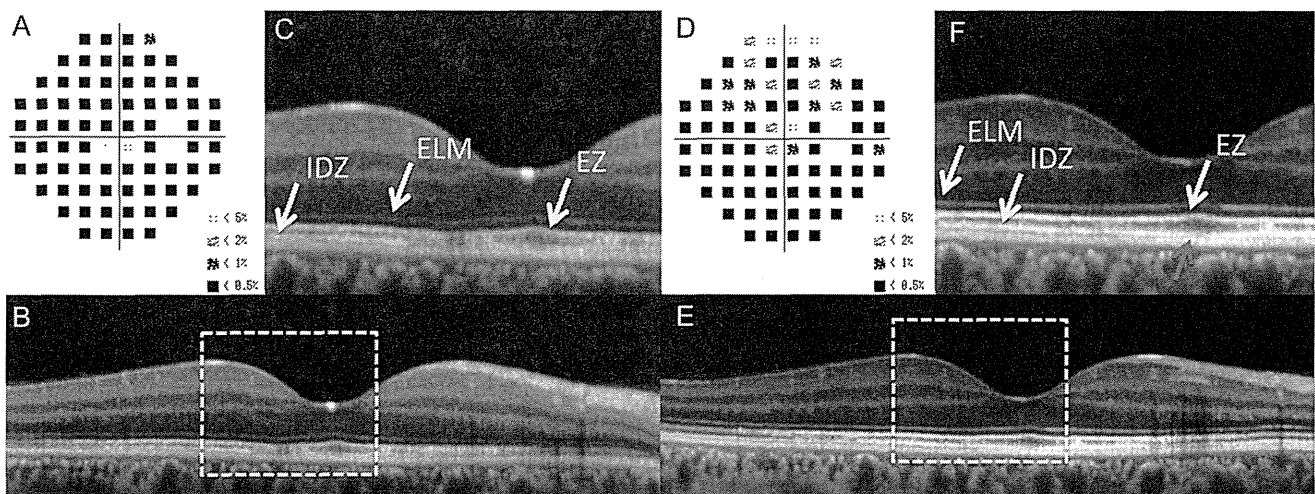 A
< 5%
< 2%
< 1%
< 0.5%
C
IDZ
ELM
EZ
D
< 5%
< 2%
< 1%
< 0.5%
F
ELM
IDZ
EZ
B
E